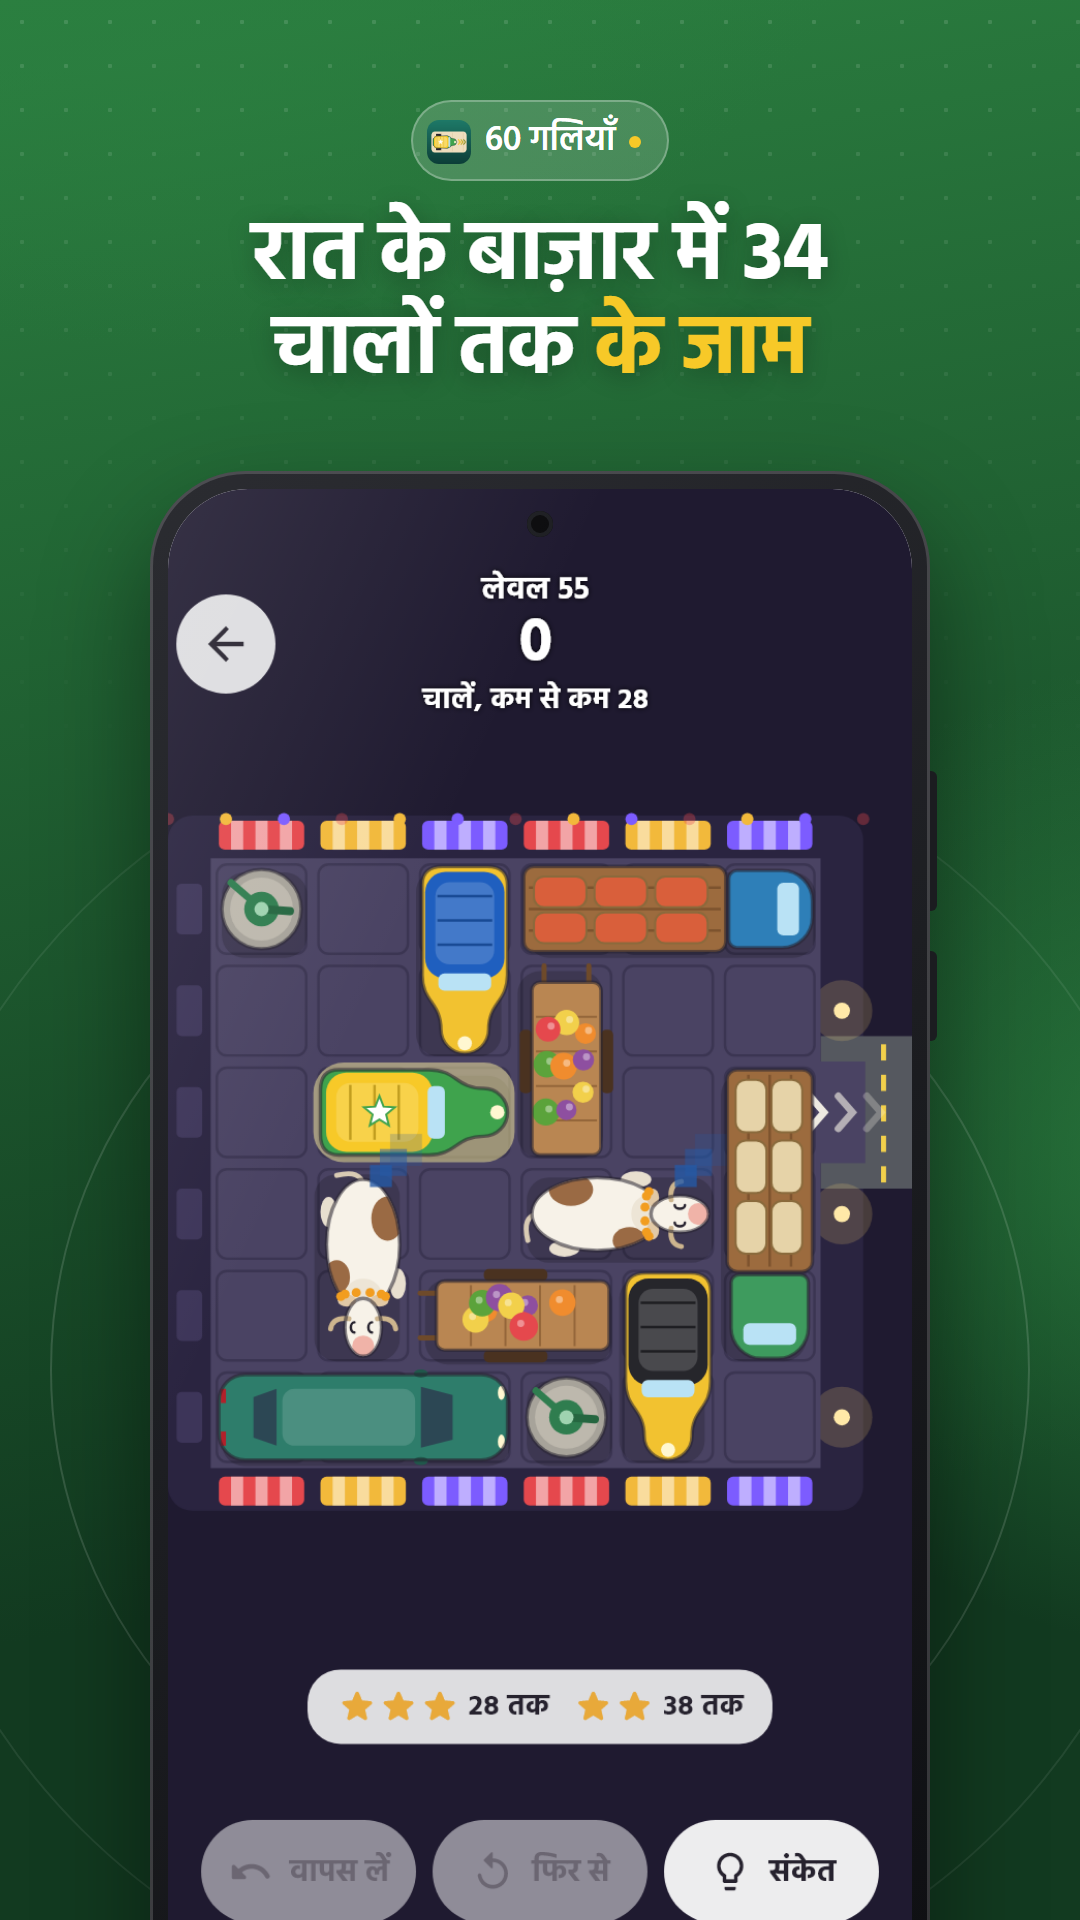 60 गलियाँ
रात के बाज़ार में 34
चालों तक के जाम
लेवल 55
0
चालें, कम से कम 28
28 तक 38 तक
वापस लें फिर से संकेत